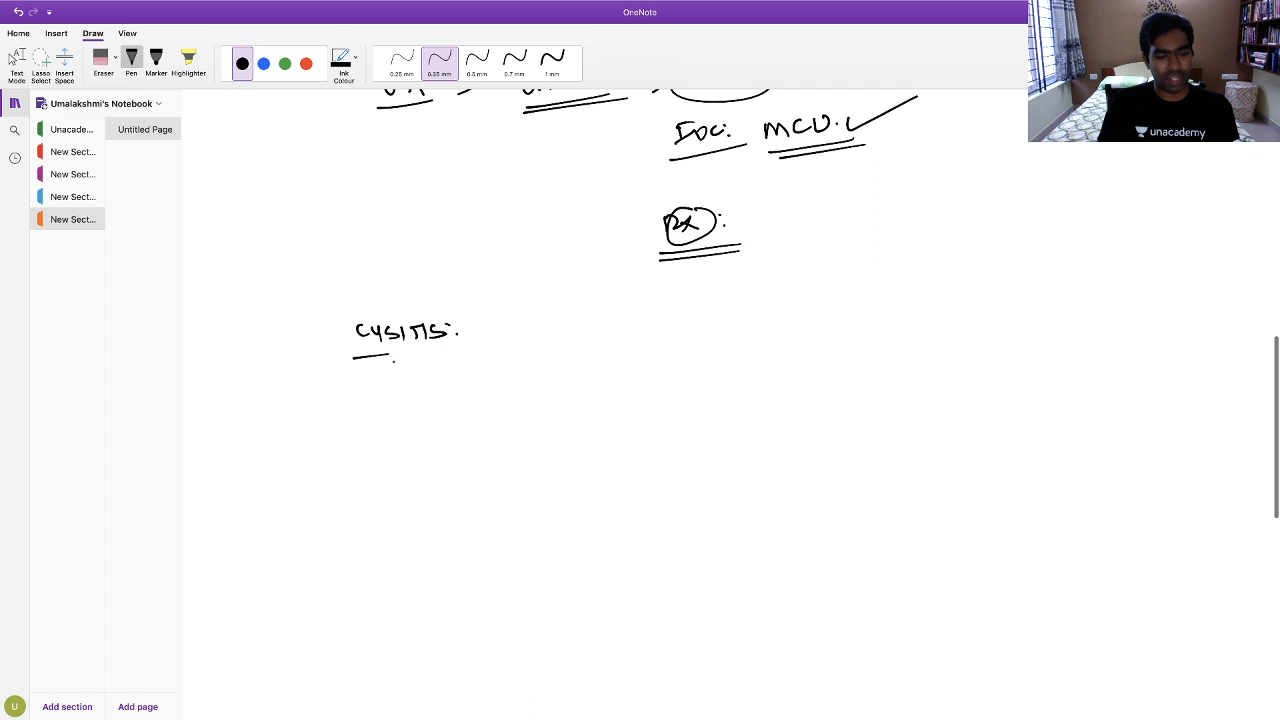 OneNote
Home Insert Draw View
Text Mode Lasso Select Insert Space Eraser Pen Marker Highlighter Ink Colour 0.25 mm 0.35 mm 0.5 mm 0.7 mm 1 mm
Umalakshmi's Notebook
Unacade... Untitled Page
New Sect...
New Sect...
New Sect...
New Sect...
IOC: MCU.
Rx:
CYSITIS:
unacademy
U Add section Add page